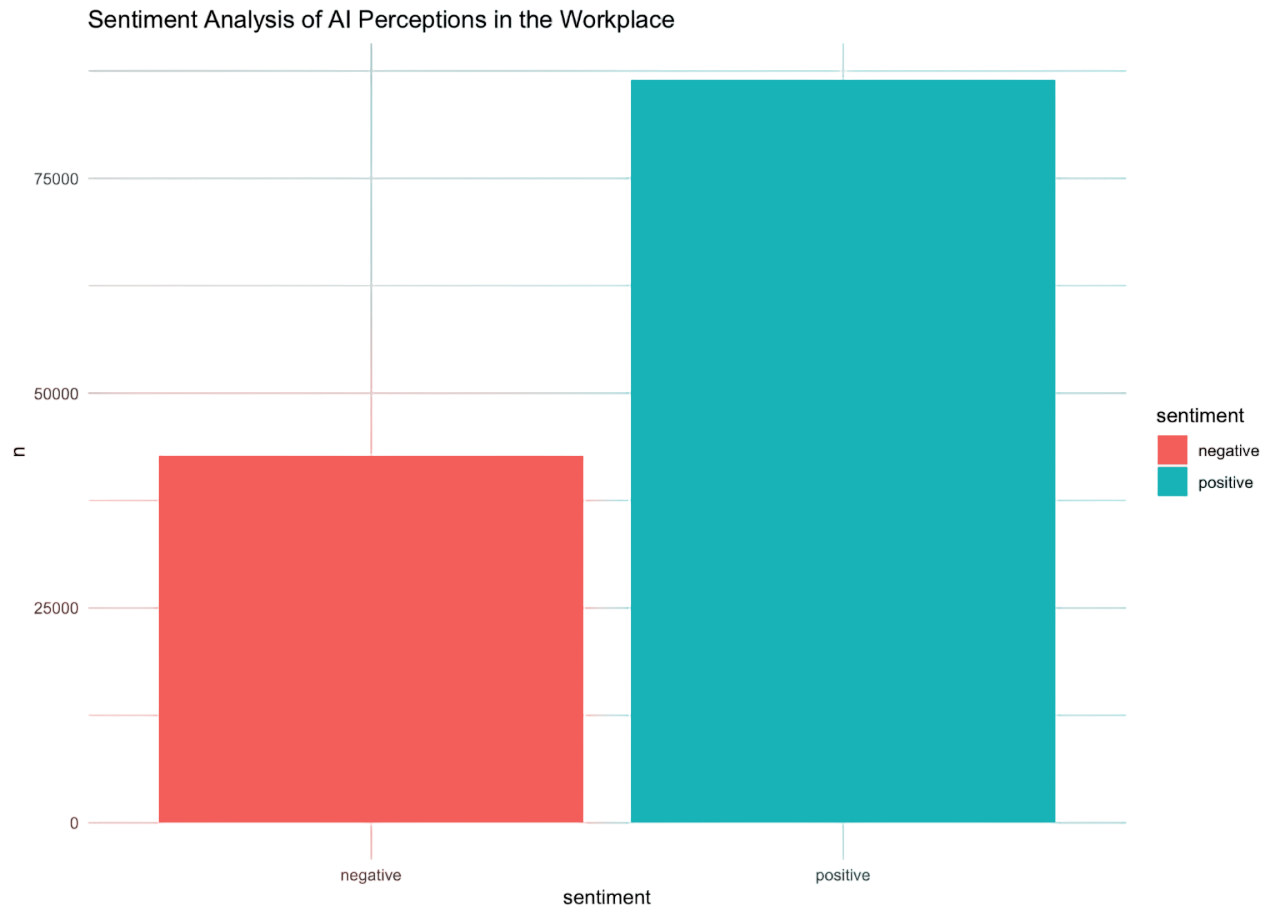 Sentiment Analysis of AI Perceptions in the Workplace
75000
50000
25000
0
n
negative
positive
sentiment
sentiment
negative
positive